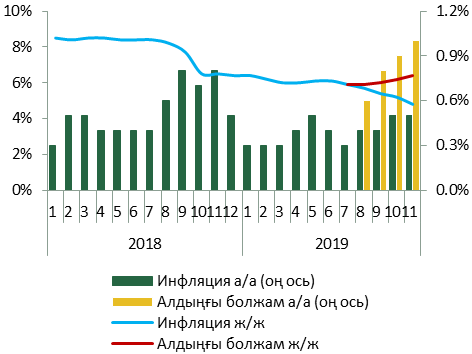 10% 1.2%
8% 0.9%
6% 0.6%
4%
2% 0.3%
0% 0.0%
1 2 3 4 5 6 7 8 9 10 11 12 1 2 3 4 5 6 7 8 9 10 11
2018 2019
Инфляция а/а (оң ось)
Алдыңғы болжам а/а (оң ось)
Инфляция ж/ж
Алдыңғы болжам ж/ж